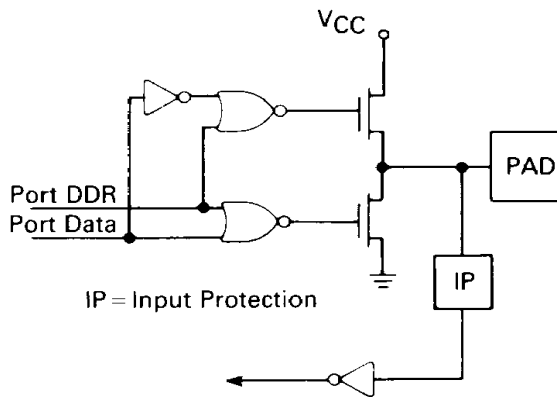 VCC
PAD
Port DDR
Port Data
IP
IP = Input Protection